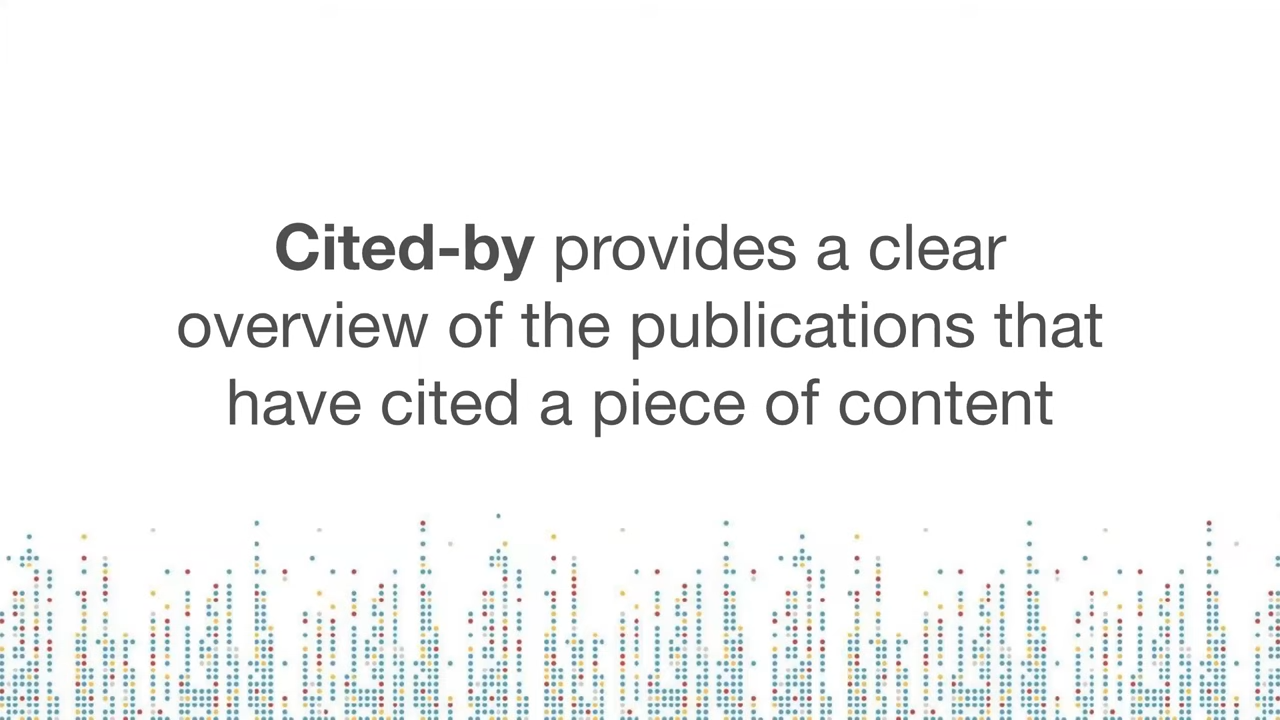 Cited-by provides a clear
overview of the publications that
have cited a piece of content